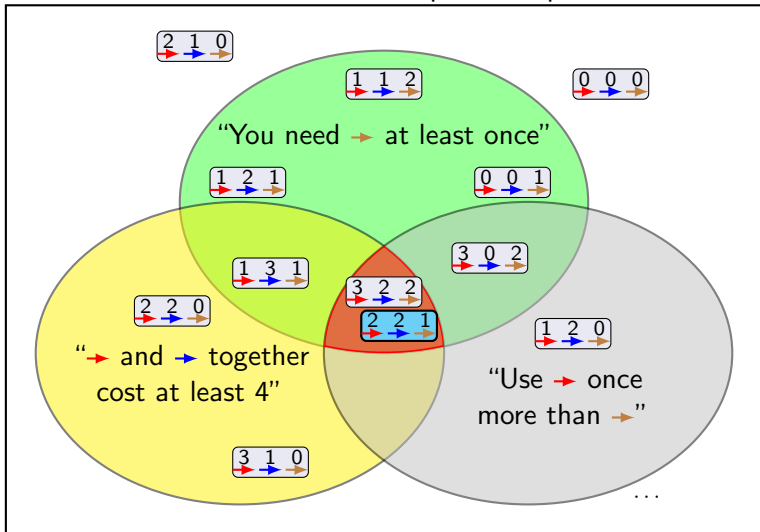 2 1 0
1 1 2
0 0 0
“You need → at least once”
1 2 1
0 0 1
3 0 2
1 3 1
3 2 2
2 2 0
2 2 1
1 2 0
“→ and → together
cost at least 4”
“Use → once
more than →”
3 1 0
...